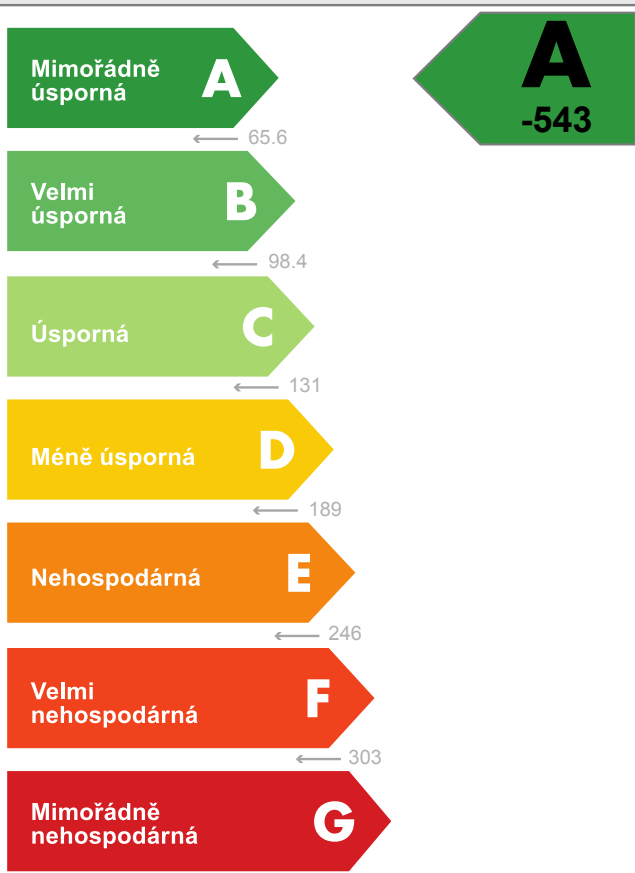 Mimořádně
úsporná
A
A
-543
65.6
Velmi
úsporná
B
98.4
Úsporná
C
131
Méně úsporná
D
189
Nehospodárná
E
246
Velmi
nehospodárná
F
303
Mimořádně
nehospodárná
G